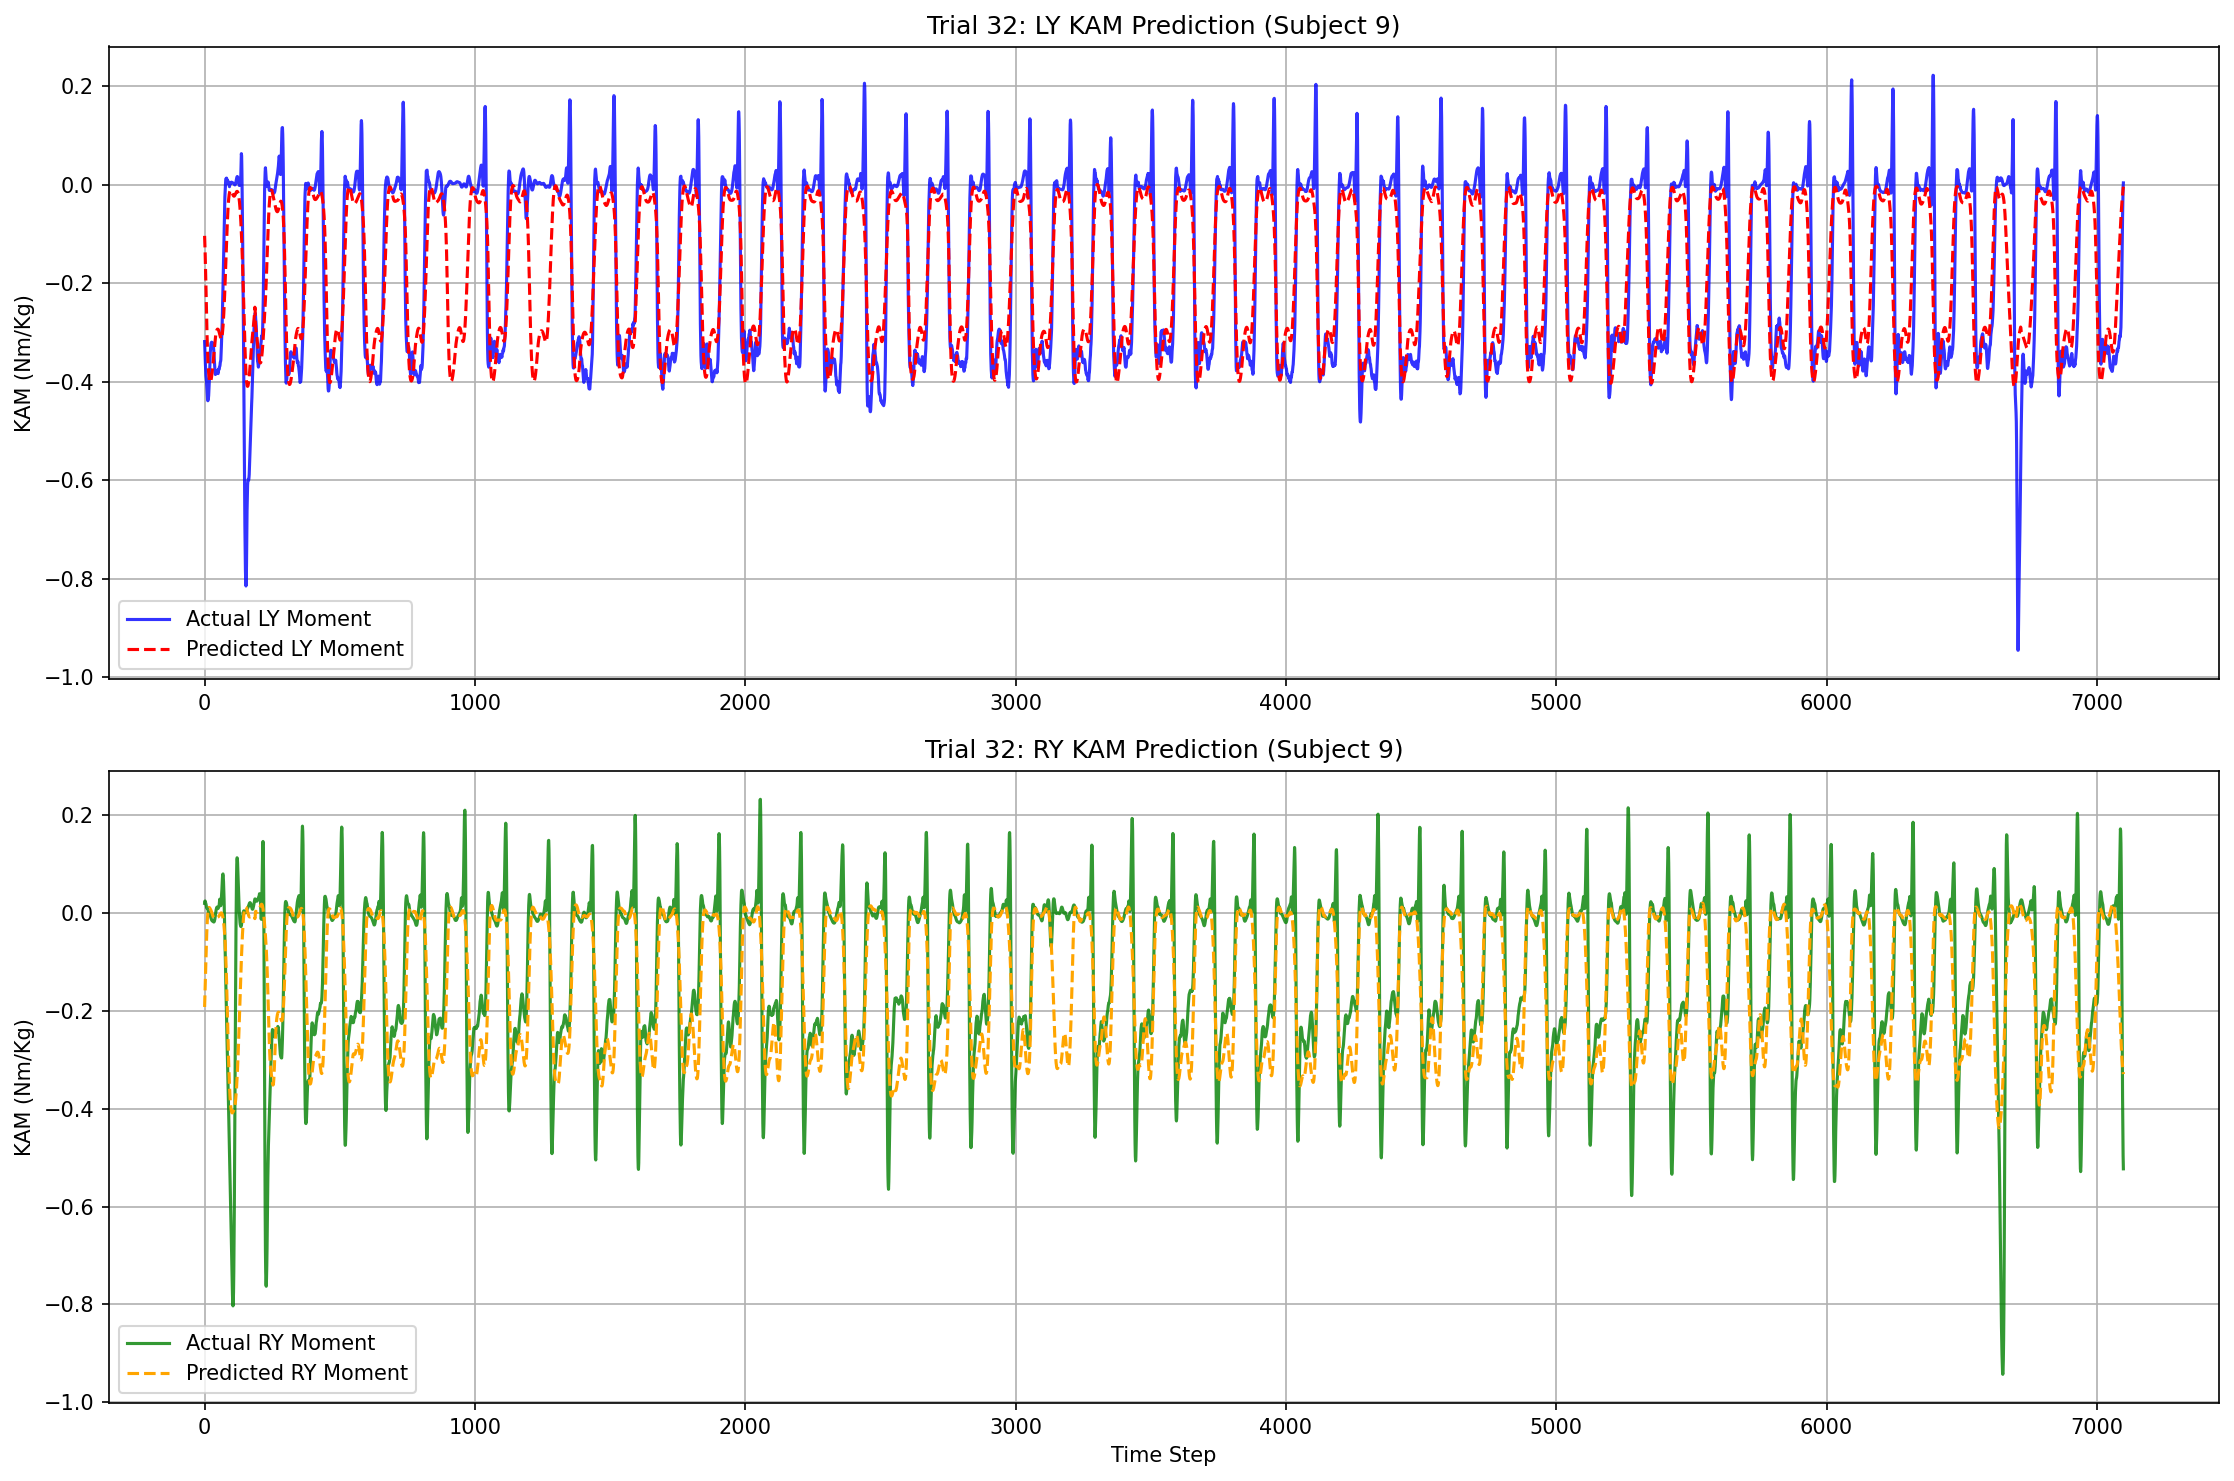 Trial 32: LY KAM Prediction (Subject 9)
KAM (Nm/Kg)
0.2
0.0
−0.2
−0.4
−0.6
−0.8
−1.0
Actual LY Moment
Predicted LY Moment
0 1000 2000 3000 4000 5000 6000 7000
Trial 32: RY KAM Prediction (Subject 9)
KAM (Nm/Kg)
0.2
0.0
−0.2
−0.4
−0.6
−0.8
−1.0
Actual RY Moment
Predicted RY Moment
0 1000 2000 3000 4000 5000 6000 7000
Time Step